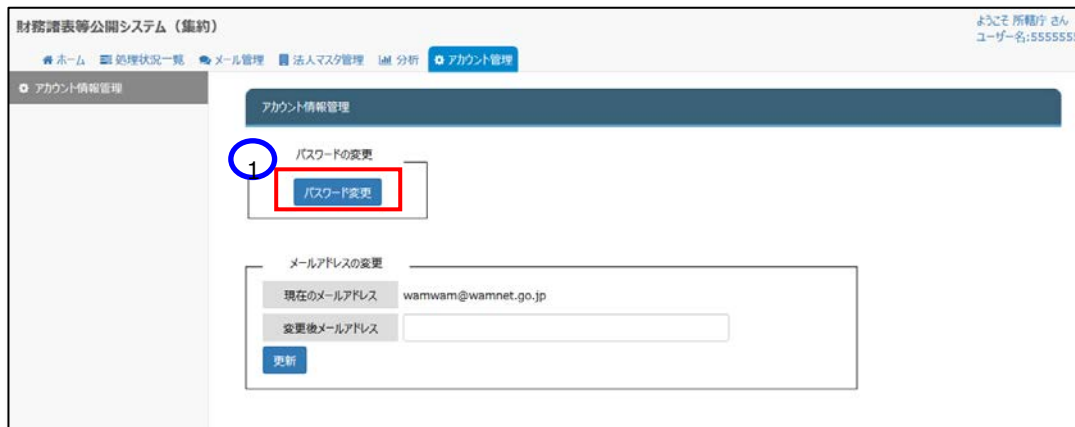 財務諸表等公開システム（集約）
ようこそ 所轄庁 さん
ユーザー名:5555555
ホーム 処理状況一覧 メール管理 法人マスタ管理 分析 アカウント管理
アカウント情報管理
アカウント情報管理
パスワードの変更
1
パスワード変更
メールアドレスの変更
現在のメールアドレス wamwam@wamnet.go.jp
変更後メールアドレス
更新